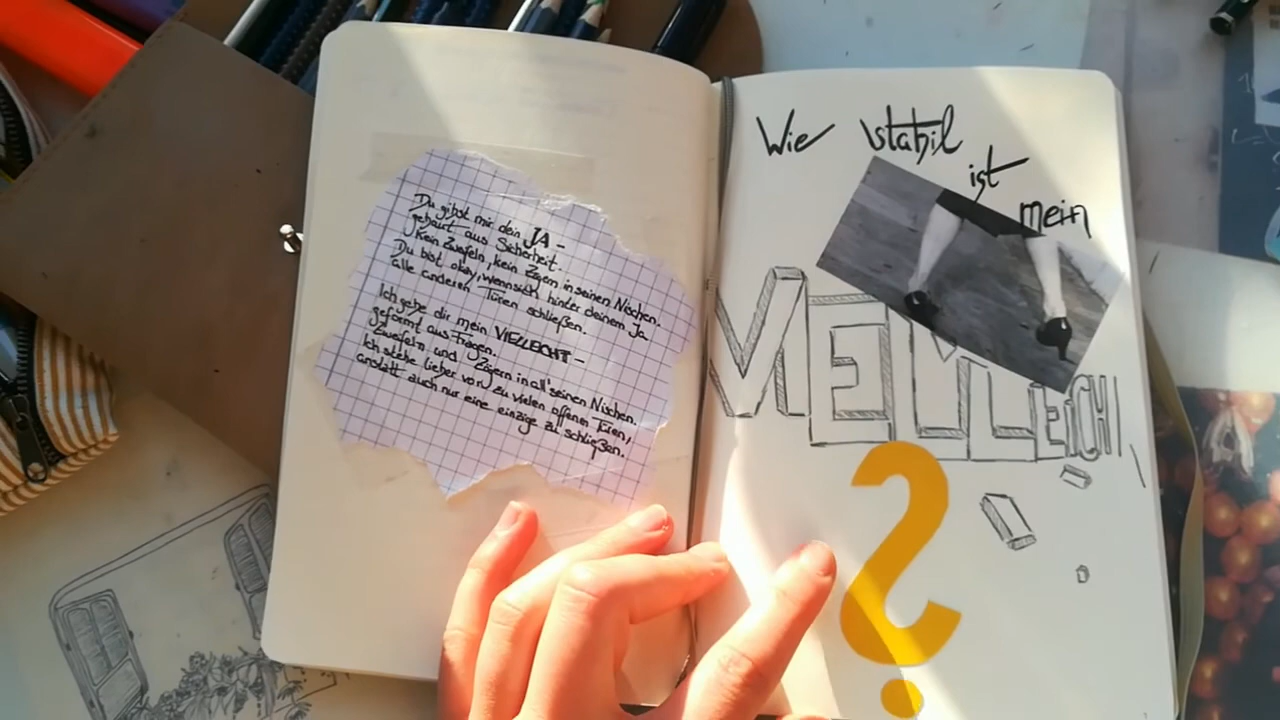 Du gibst mir dein JA -
gebaut aus Sicherheit.
Kein Zweifeln, kein Zögern in seinen Nischen.
Du bist okay, wenn sich hinter deinem Ja
alle anderen Türen schließen.
Ich gebe dir mein VIELLEICHT -
geformt aus Fragen.
Zweifeln und Zögern in all' seinen Nischen.
Ich stehe lieber vor zu vielen offenen Türen,
anstatt auch nur eine einzige zu schließen.
Wie stabil
ist
mein
VIELLEICHT
?